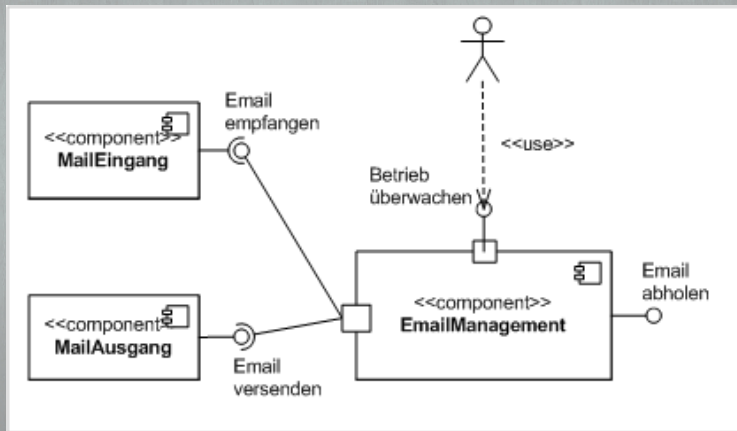 Email
empfangen
<<component>>
MailEingang
<<use>>
Betrieb
überwachen
<<component>>
EmailManagement
Email
abholen
<<component>>
MailAusgang
Email
versenden